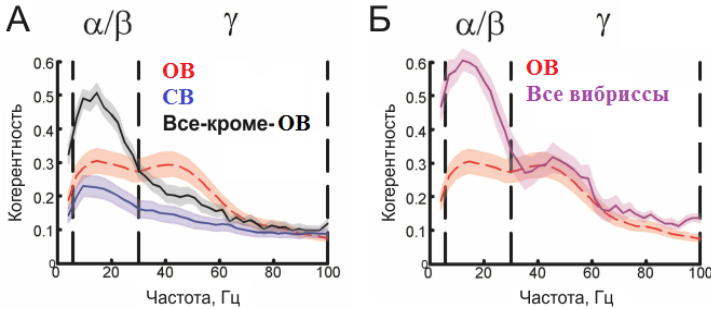 А
α/β
γ
ОВ
СВ
Все-кроме-ОВ
Когерентность
0.6
0.5
0.4
0.3
0.2
0.1
0
0
20
40
60
80
100
Частота, Гц
Б
α/β
γ
ОВ
Все вибриссы
Когерентность
0.6
0.5
0.4
0.3
0.2
0.1
0
0
20
40
60
80
100
Частота, Гц